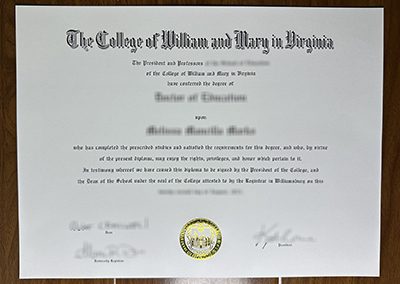 The College of William and Mary in Virginia
The President and Professors
of the College of William and Mary in Virginia
have conferred the degree of
Doctor of Education
upon
who has completed the prescribed studies and satisfied the requirements for this degree, and who, by virtue
of the present diploma, may enjoy the rights, privileges, and honor which pertain to it.
In testimony whereof we have caused this diploma to be signed by the President of the College, and
the Dean of the School under the seal of the College attested to by the Registrar in Williamsburg on this
Dean
University Registrar
President